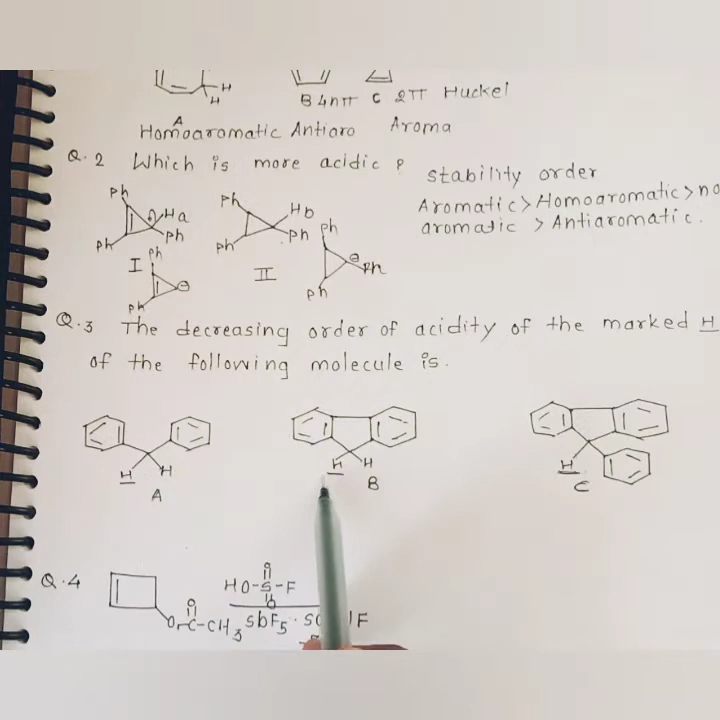 H
H
A B 4nπ C 2π Huckel
Homoaromatic Antiaro Aroma
Q.2 Which is more acidic ?
stability order
Aromatic > Homoaromatic > no
aromatic > Antiaromatic.
Ph Ha Ph Ph
I
Ph Hb Ph Ph
II
Ph Ph ⊖
Ph Ph Ph ⊖
Q.3 The decreasing order of acidity of the marked H
of the following molecule is.
H H
A
H H
B
H
C
Q.4
O O
HO-S-F
O
O-C-CH3 SbF5. SO F